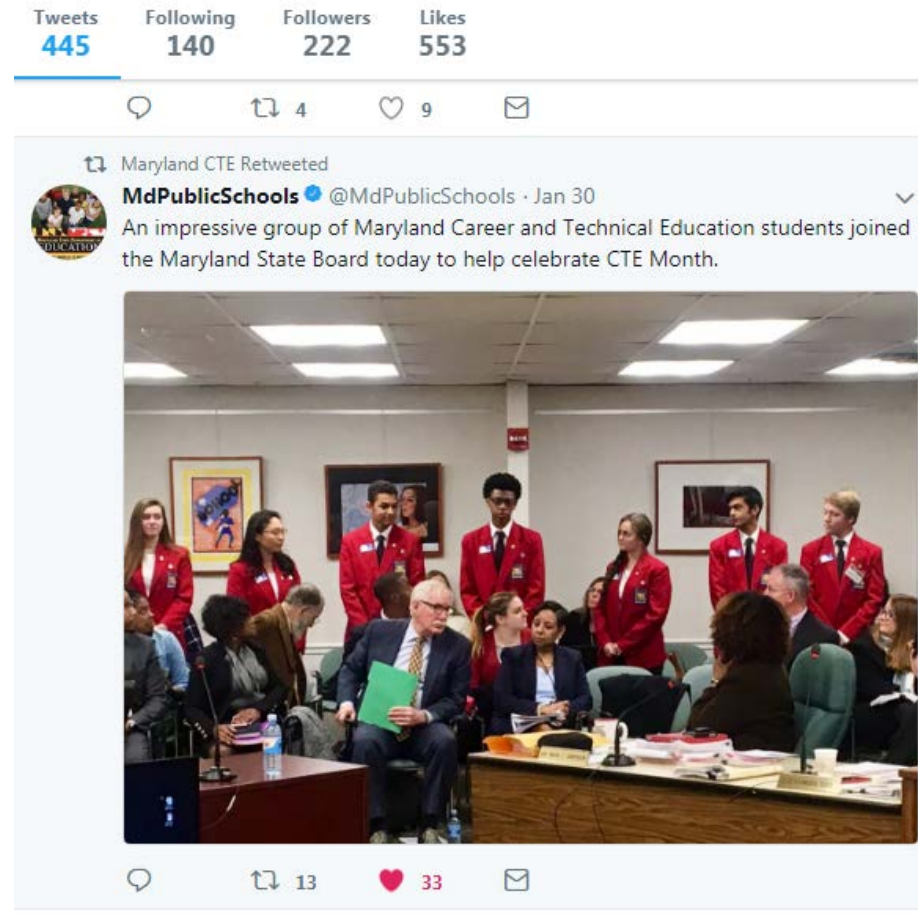 Tweets Following Followers Likes
445 140 222 553
4 9
Maryland CTE Retweeted
MdPublicSchools @MdPublicSchools · Jan 30
An impressive group of Maryland Career and Technical Education students joined
the Maryland State Board today to help celebrate CTE Month.
EDUCATION
SCHOOL
13 33